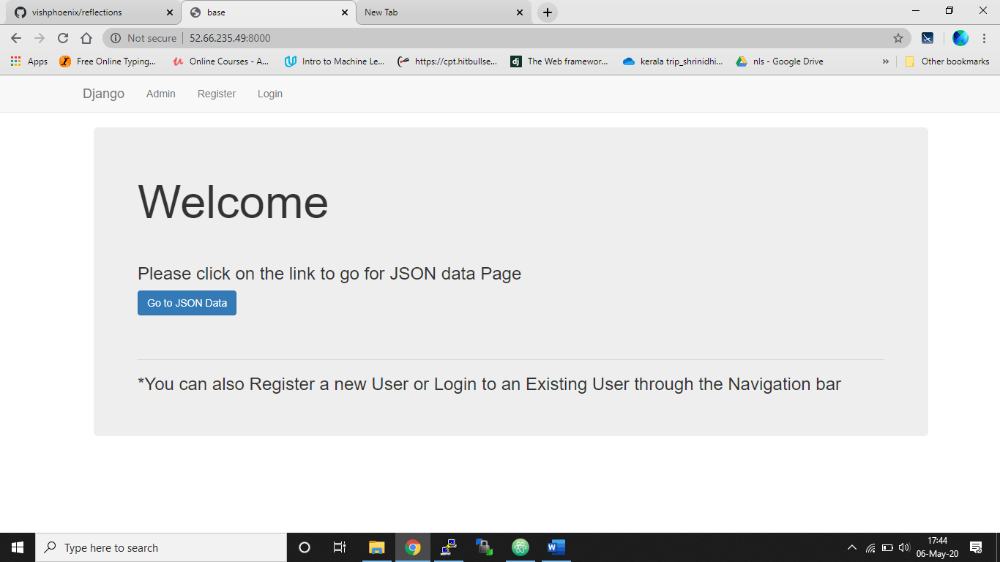 vishphoenix/reflections
base
New Tab
Not secure
52.66.235.49:8000
Apps
Free Online Typing...
Online Courses - A...
Intro to Machine Le...
https://cpt.hitbullse...
dj
The Web framewor...
kerala trip_shrinidhi...
nls - Google Drive
»
Other bookmarks
Django
Admin
Register
Login
Welcome
Please click on the link to go for JSON data Page
Go to JSON Data
*You can also Register a new User or Login to an Existing User through the Navigation bar
Type here to search
17:44
06-May-20